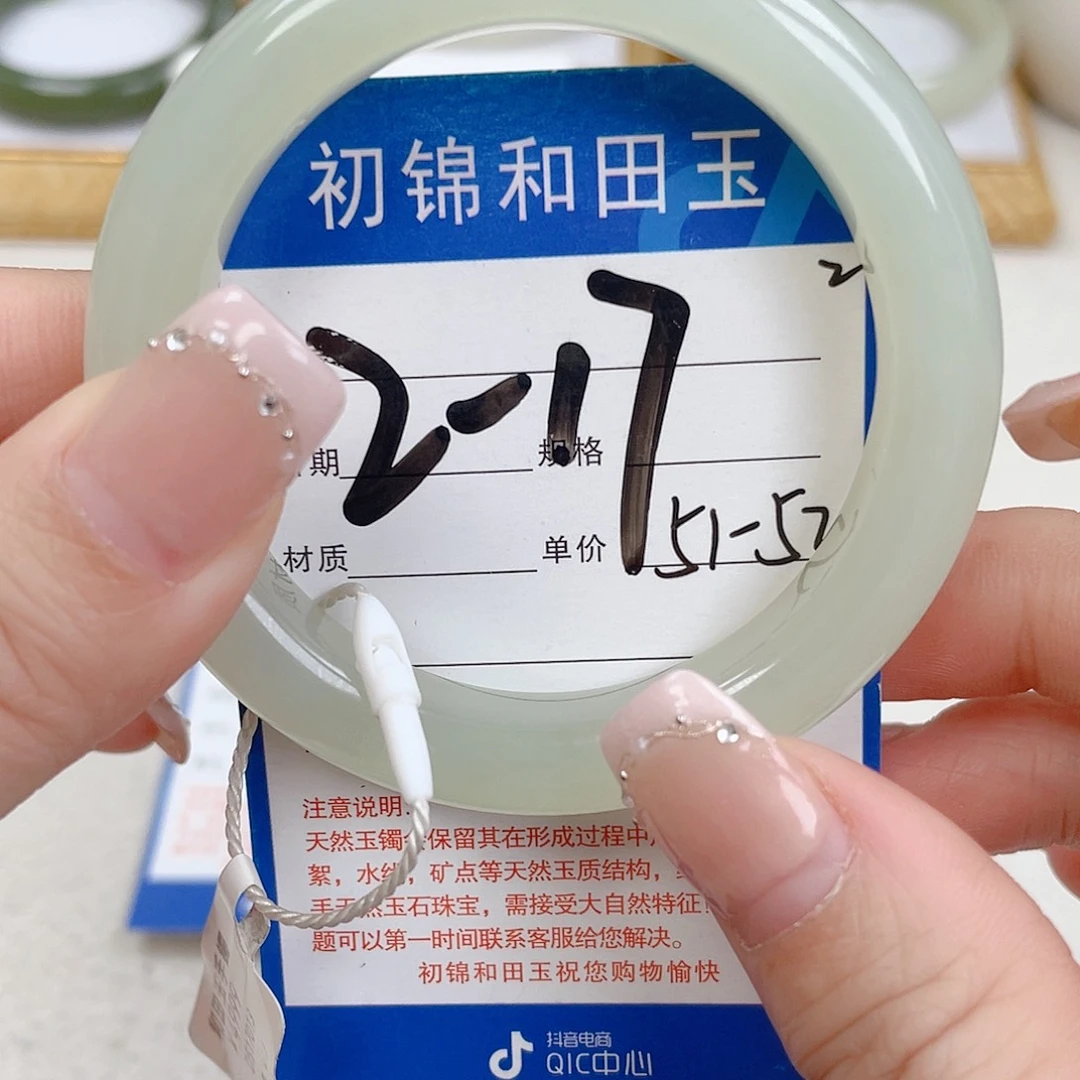 初锦和田玉
2-17
期 规格
51-52
材质 单价
注意说明:
天然玉镯 保留其在形成过程中
絮，水线，矿点等天然玉质结构，
手天然玉石珠宝，需接受大自然特征
题可以第一时间联系客服给您解决。
初锦和田玉祝您购物愉快
抖音电商
QIC中心